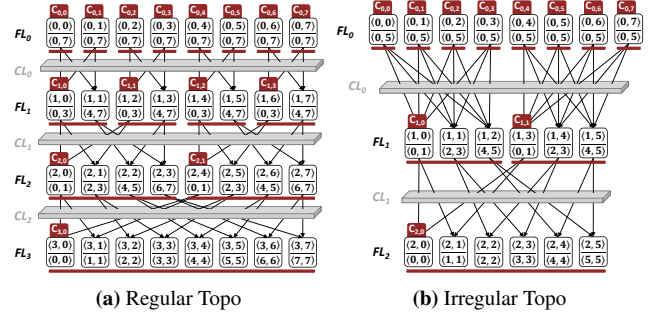 C0,0 C0,1 C0,2 C0,3 C0,4 C0,5 C0,6 C0,7
FL0 ⟨0, 0⟩ ⟨0, 1⟩ ⟨0, 2⟩ ⟨0, 3⟩ ⟨0, 4⟩ ⟨0, 5⟩ ⟨0, 6⟩ ⟨0, 7⟩
⟨0, 7⟩ ⟨0, 7⟩ ⟨0, 7⟩ ⟨0, 7⟩ ⟨0, 7⟩ ⟨0, 7⟩ ⟨0, 7⟩ ⟨0, 7⟩
CL0
C1,0 C1,1 C1,2 C1,3
FL1 ⟨1, 0⟩ ⟨1, 1⟩ ⟨1, 2⟩ ⟨1, 3⟩ ⟨1, 4⟩ ⟨1, 5⟩ ⟨1, 6⟩ ⟨1, 7⟩
⟨0, 3⟩ ⟨4, 7⟩ ⟨0, 3⟩ ⟨4, 7⟩ ⟨0, 3⟩ ⟨4, 7⟩ ⟨0, 3⟩ ⟨4, 7⟩
CL1
C2,0 C2,1
FL2 ⟨2, 0⟩ ⟨2, 1⟩ ⟨2, 2⟩ ⟨2, 3⟩ ⟨2, 4⟩ ⟨2, 5⟩ ⟨2, 6⟩ ⟨2, 7⟩
⟨0, 1⟩ ⟨2, 3⟩ ⟨4, 5⟩ ⟨6, 7⟩ ⟨0, 1⟩ ⟨2, 3⟩ ⟨4, 5⟩ ⟨6, 7⟩
CL2
C3,0
FL3 ⟨3, 0⟩ ⟨3, 1⟩ ⟨3, 2⟩ ⟨3, 3⟩ ⟨3, 4⟩ ⟨3, 5⟩ ⟨3, 6⟩ ⟨3, 7⟩
⟨0, 0⟩ ⟨1, 1⟩ ⟨2, 2⟩ ⟨3, 3⟩ ⟨4, 4⟩ ⟨5, 5⟩ ⟨6, 6⟩ ⟨7, 7⟩
(a) Regular Topo
C0,0 C0,1 C0,2 C0,3 C0,4 C0,5 C0,6 C0,7
FL0 ⟨0, 0⟩ ⟨0, 1⟩ ⟨0, 2⟩ ⟨0, 3⟩ ⟨0, 4⟩ ⟨0, 5⟩ ⟨0, 6⟩ ⟨0, 7⟩
⟨0, 5⟩ ⟨0, 5⟩ ⟨0, 5⟩ ⟨0, 5⟩ ⟨0, 5⟩ ⟨0, 5⟩ ⟨0, 5⟩ ⟨0, 5⟩
CL0
C1,0 C1,1
FL1 ⟨1, 0⟩ ⟨1, 1⟩ ⟨1, 2⟩ ⟨1, 3⟩ ⟨1, 4⟩ ⟨1, 5⟩
⟨0, 1⟩ ⟨2, 3⟩ ⟨4, 5⟩ ⟨0, 1⟩ ⟨2, 3⟩ ⟨4, 5⟩
CL1
C2,0
FL2 ⟨2, 0⟩ ⟨2, 1⟩ ⟨2, 2⟩ ⟨2, 3⟩ ⟨2, 4⟩ ⟨2, 5⟩
⟨0, 0⟩ ⟨1, 1⟩ ⟨2, 2⟩ ⟨3, 3⟩ ⟨4, 4⟩ ⟨5, 5⟩
(b) Irregular Topo